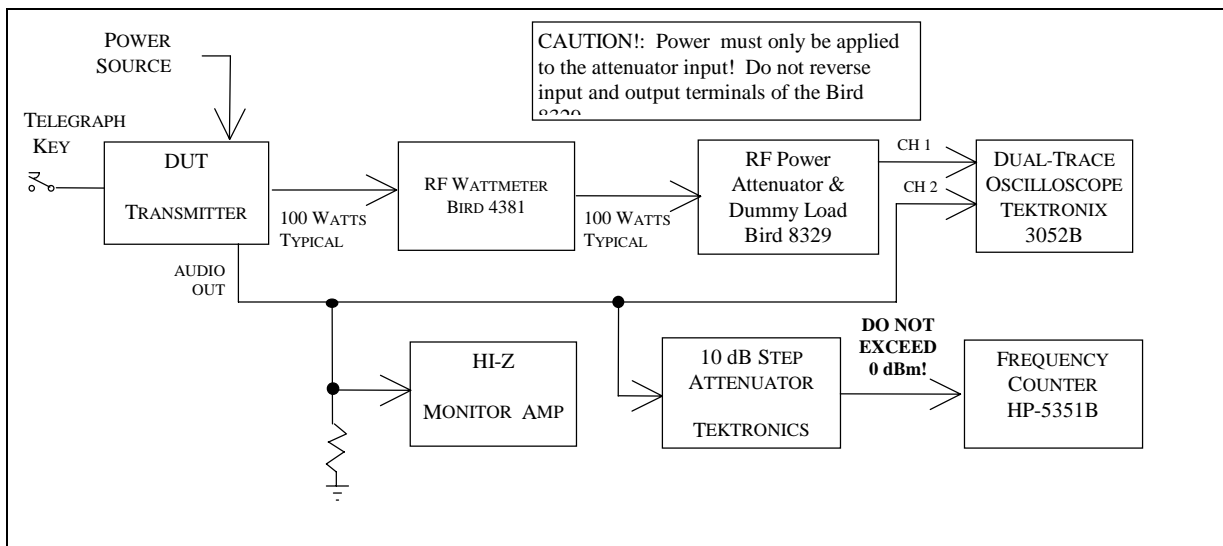 POWER
SOURCE
CAUTION!: Power must only be applied
to the attenuator input! Do not reverse
input and output terminals of the Bird
8329
TELEGRAPH
KEY
DUT
TRANSMITTER
100 WATTS
TYPICAL
RF WATTMETER
BIRD 4381
100 WATTS
TYPICAL
RF Power
Attenuator &
Dummy Load
Bird 8329
CH 1
CH 2
DUAL-TRACE
OSCILLOSCOPE
TEKTRONIX
3052B
AUDIO
OUT
HI-Z
MONITOR AMP
10 dB STEP
ATTENUATOR
TEKTRONICS
DO NOT
EXCEED
0 dBm!
FREQUENCY
COUNTER
HP-5351B